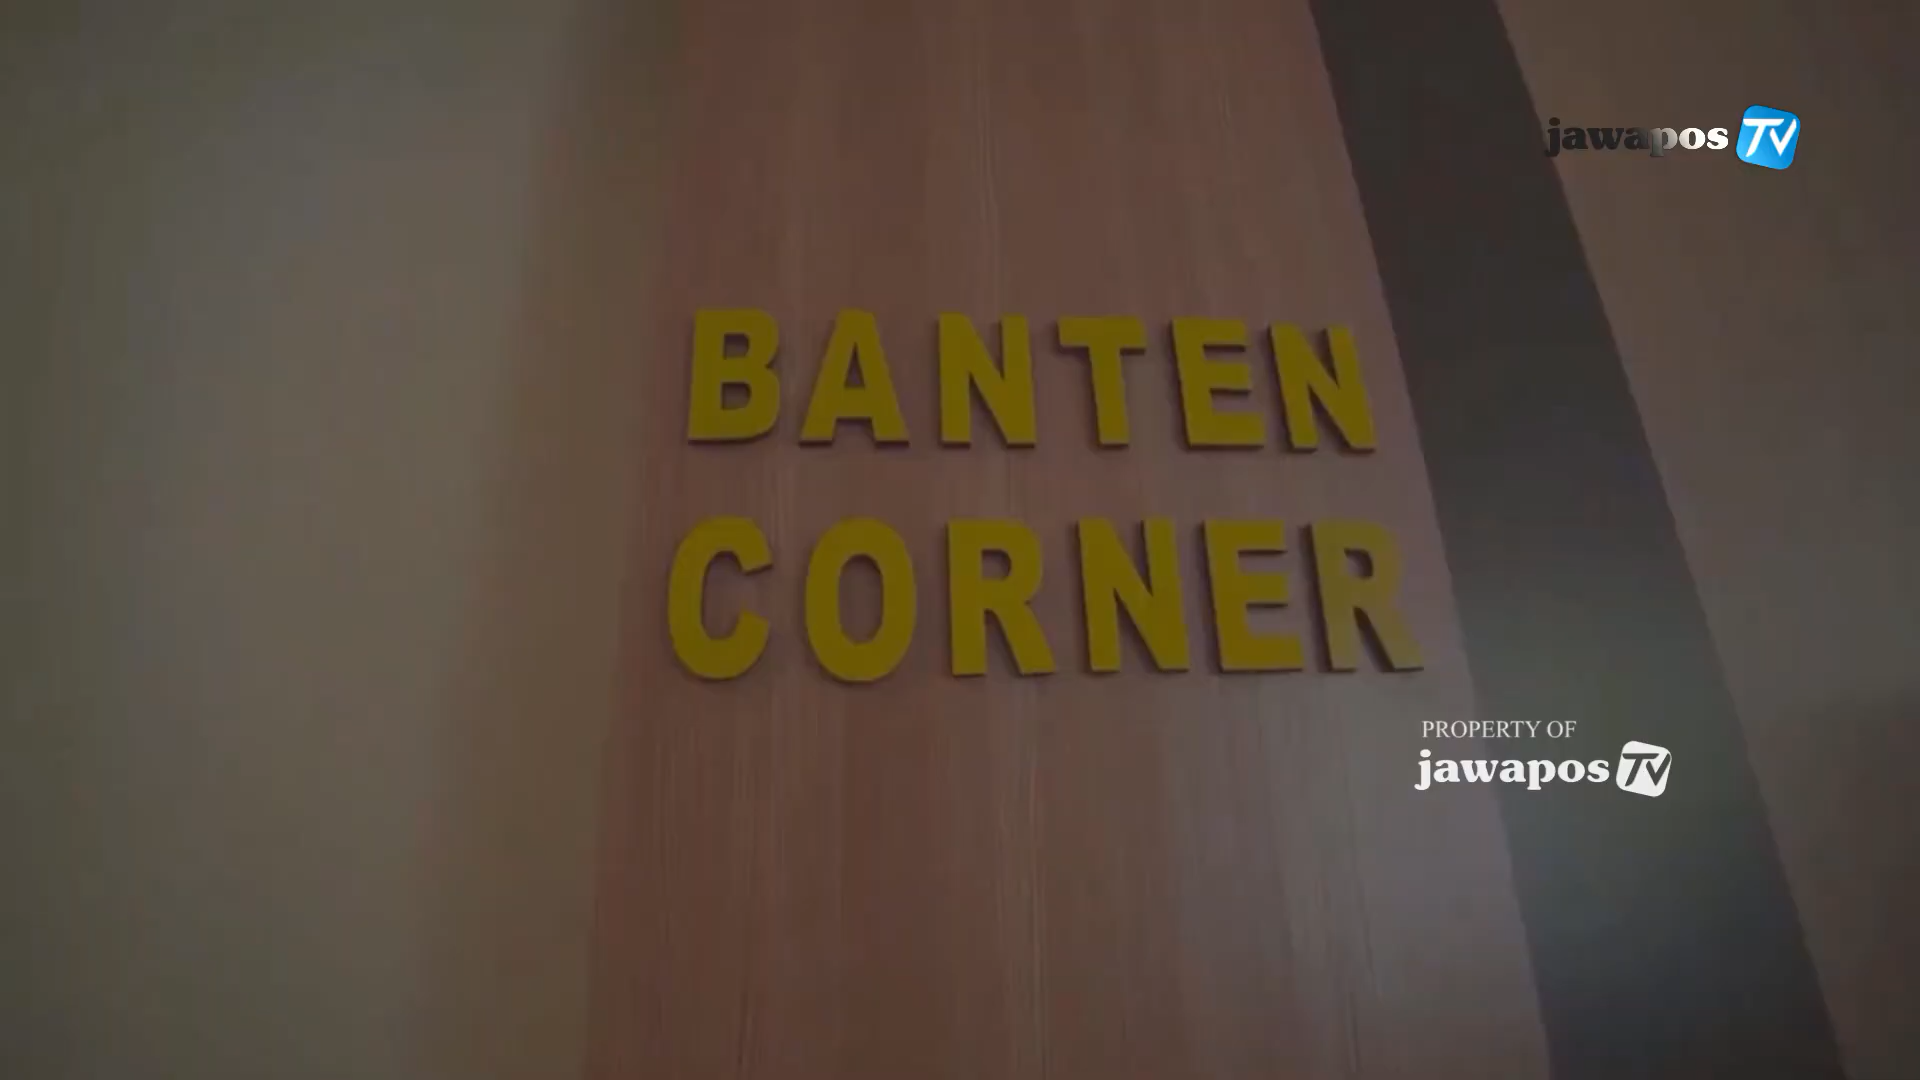 jawapos TV
BANTEN
CORNER
PROPERTY OF
jawapos TV